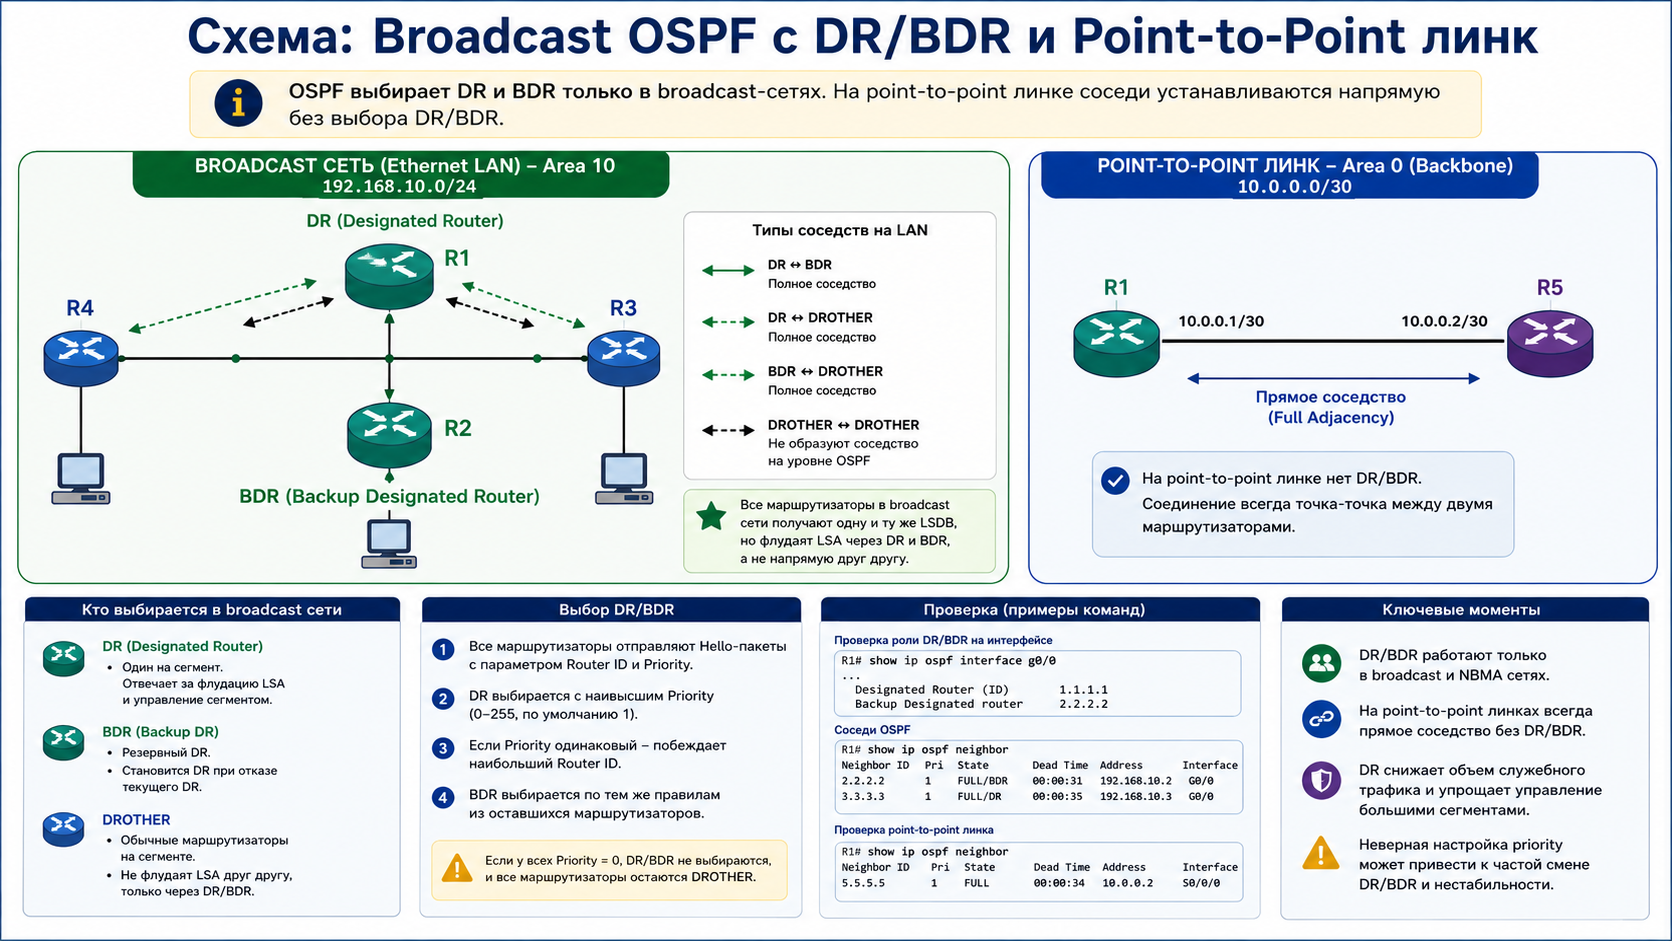 Схема: Broadcast OSPF с DR/BDR и Point-to-Point линк
OSPF выбирает DR и BDR только в broadcast-сетях. На point-to-point линке соседи устанавливаются напрямую
без выбора DR/BDR.
BROADCAST СЕТЬ (Ethernet LAN) – Area 10
192.168.10.0/24
DR (Designated Router)
R1
R4
R3
R2
BDR (Backup Designated Router)
Типы соседств на LAN
DR ↔ BDR
Полное соседство
DR ↔ DROTHER
Полное соседство
BDR ↔ DROTHER
Полное соседство
DROTHER ↔ DROTHER
Не образуют соседство
на уровне OSPF
Все маршрутизаторы в broadcast
сети получают одну и ту же LSDB,
но флудаят LSA через DR и BDR,
а не напрямую друг другу.
POINT-TO-POINT ЛИНК – Area 0 (Backbone)
10.0.0.0/30
R1
R5
10.0.0.1/30
10.0.0.2/30
Прямое соседство
(Full Adjacency)
На point-to-point линке нет DR/BDR.
Соединение всегда точка-точка между двумя
маршрутизаторами.
Кто выбирается в broadcast сети
DR (Designated Router)
• Один на сегмент.
Отвечает за флудацию LSA
и управление сегментом.
BDR (Backup DR)
• Резервный DR.
• Становится DR при отказе
текущего DR.
DROTHER
• Обычные маршрутизаторы
на сегменте.
• Не флудаят LSA друг другу,
только через DR/BDR.
Выбор DR/BDR
1 Все маршрутизаторы отправляют Hello-пакеты
с параметром Router ID и Priority.
2 DR выбирается с наивысшим Priority
(0–255, по умолчанию 1).
3 Если Priority одинаковый – побеждает
наибольший Router ID.
4 BDR выбирается по тем же правилам
из оставшихся маршрутизаторов.
Если у всех Priority = 0, DR/BDR не выбираются,
и все маршрутизаторы остаются DROTHER.
Проверка (примеры команд)
Проверка роли DR/BDR на интерфейсе
R1# show ip ospf interface g0/0
...
Designated Router (ID) 1.1.1.1
Backup Designated router 2.2.2.2
Соседи OSPF
R1# show ip ospf neighbor
Neighbor ID Pri State Dead Time Address Interface
2.2.2.2 1 FULL/BDR 00:00:31 192.168.10.2 G0/0
3.3.3.3 1 FULL/DR 00:00:35 192.168.10.3 G0/0
Проверка point-to-point линка
R1# show ip ospf neighbor
Neighbor ID Pri State Dead Time Address Interface
5.5.5.5 1 FULL 00:00:34 10.0.0.2 S0/0/0
Ключевые моменты
DR/BDR работают только
в broadcast и NBMA сетях.
На point-to-point линках всегда
прямое соседство без DR/BDR.
DR снижает объем служебного
трафика и упрощает управление
большими сегментами.
Неверная настройка priority
может привести к частой смене
DR/BDR и нестабильности.